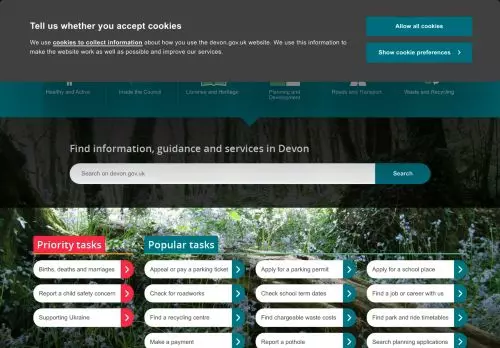 Tell us whether you accept cookies
We use cookies to collect information about how you use the devon.gov.uk website. We use this information to
make the website work as well as possible and improve our services.
Allow all cookies
Show cookie preferences
Healthy and Active
Inside the Council
Libraries and Heritage
Planning and
Development
Roads and Transport
Waste and Recycling
Find information, guidance and services in Devon
Search on devon.gov.uk
Search
Priority tasks
Popular tasks
Births, deaths and marriages
Appeal or pay a parking ticket
Apply for a parking permit
Apply for a school place
Report a child safety concern
Check for roadworks
Check school term dates
Find a job or career with us
Supporting Ukraine
Find a recycling centre
Find chargeable waste costs
Find park and ride timetables
Make a payment
Report a pothole
Search planning applications